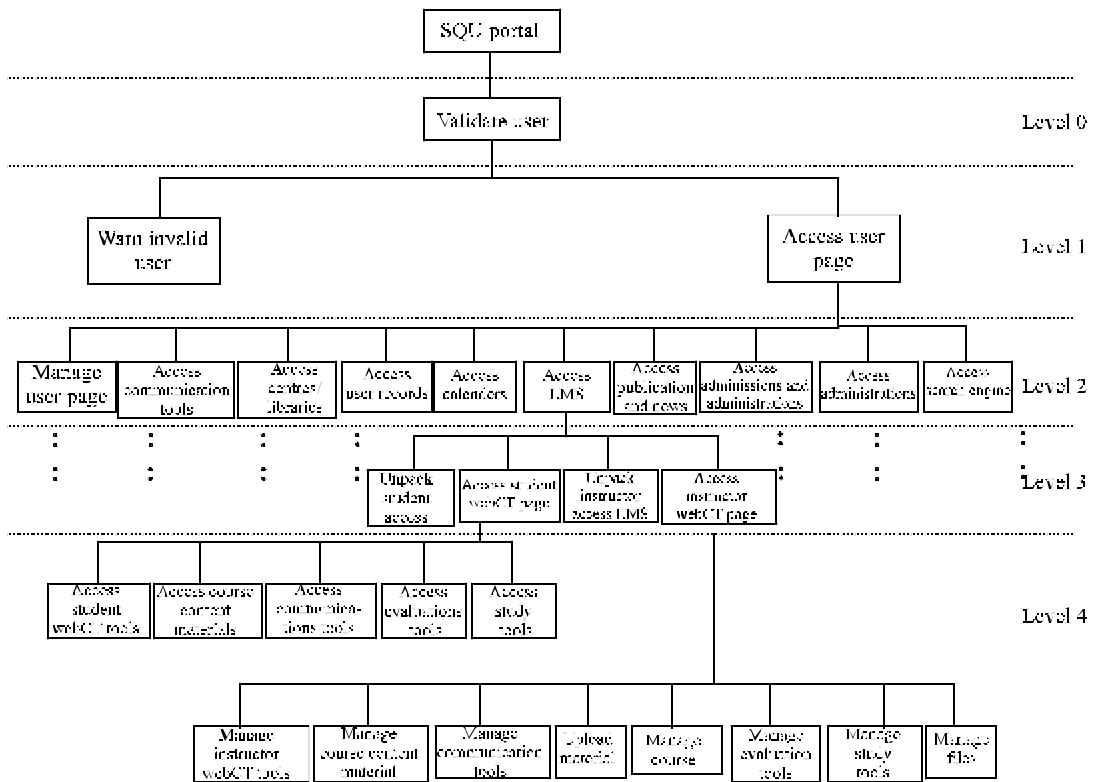 SQU portal
Validate user
Level 0
Warn invalid
user
Access user
page
Level 1
Manage
user page
Access
communication
tools
Access
centres/
libraries
Access
user records
Access
calenders
Access
LMS
Access
publication
and news
Access
admissions and
administrations
Access
administrations
Access
search engine
Level 2
Unpack
student
access
Access student
webCT page
Unpack
instructor
access LMS
Access
instructor
webCT page
Level 3
Access
student
webCT tools
Access course
content
materials
Access
communica-
tions tools
Access
evaluations
tools
Access
study
tools
Level 4
Manage
instructor
webCT tools
Manage
course content
material
Manage
communication
tools
Upload
material
Manage
course
Manage
evaluation
tools
Manage
study
tools
Manage
files